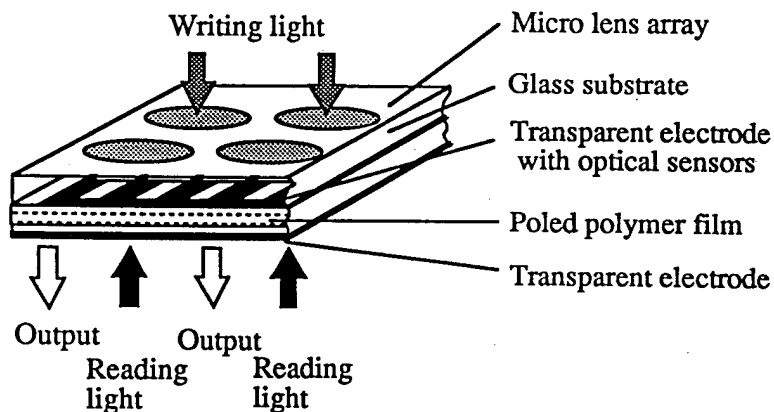 Writing light
Micro lens array
Glass substrate
Transparent electrode
with optical sensors
Poled polymer film
Transparent electrode
Output
Reading
light
Output
Reading
light